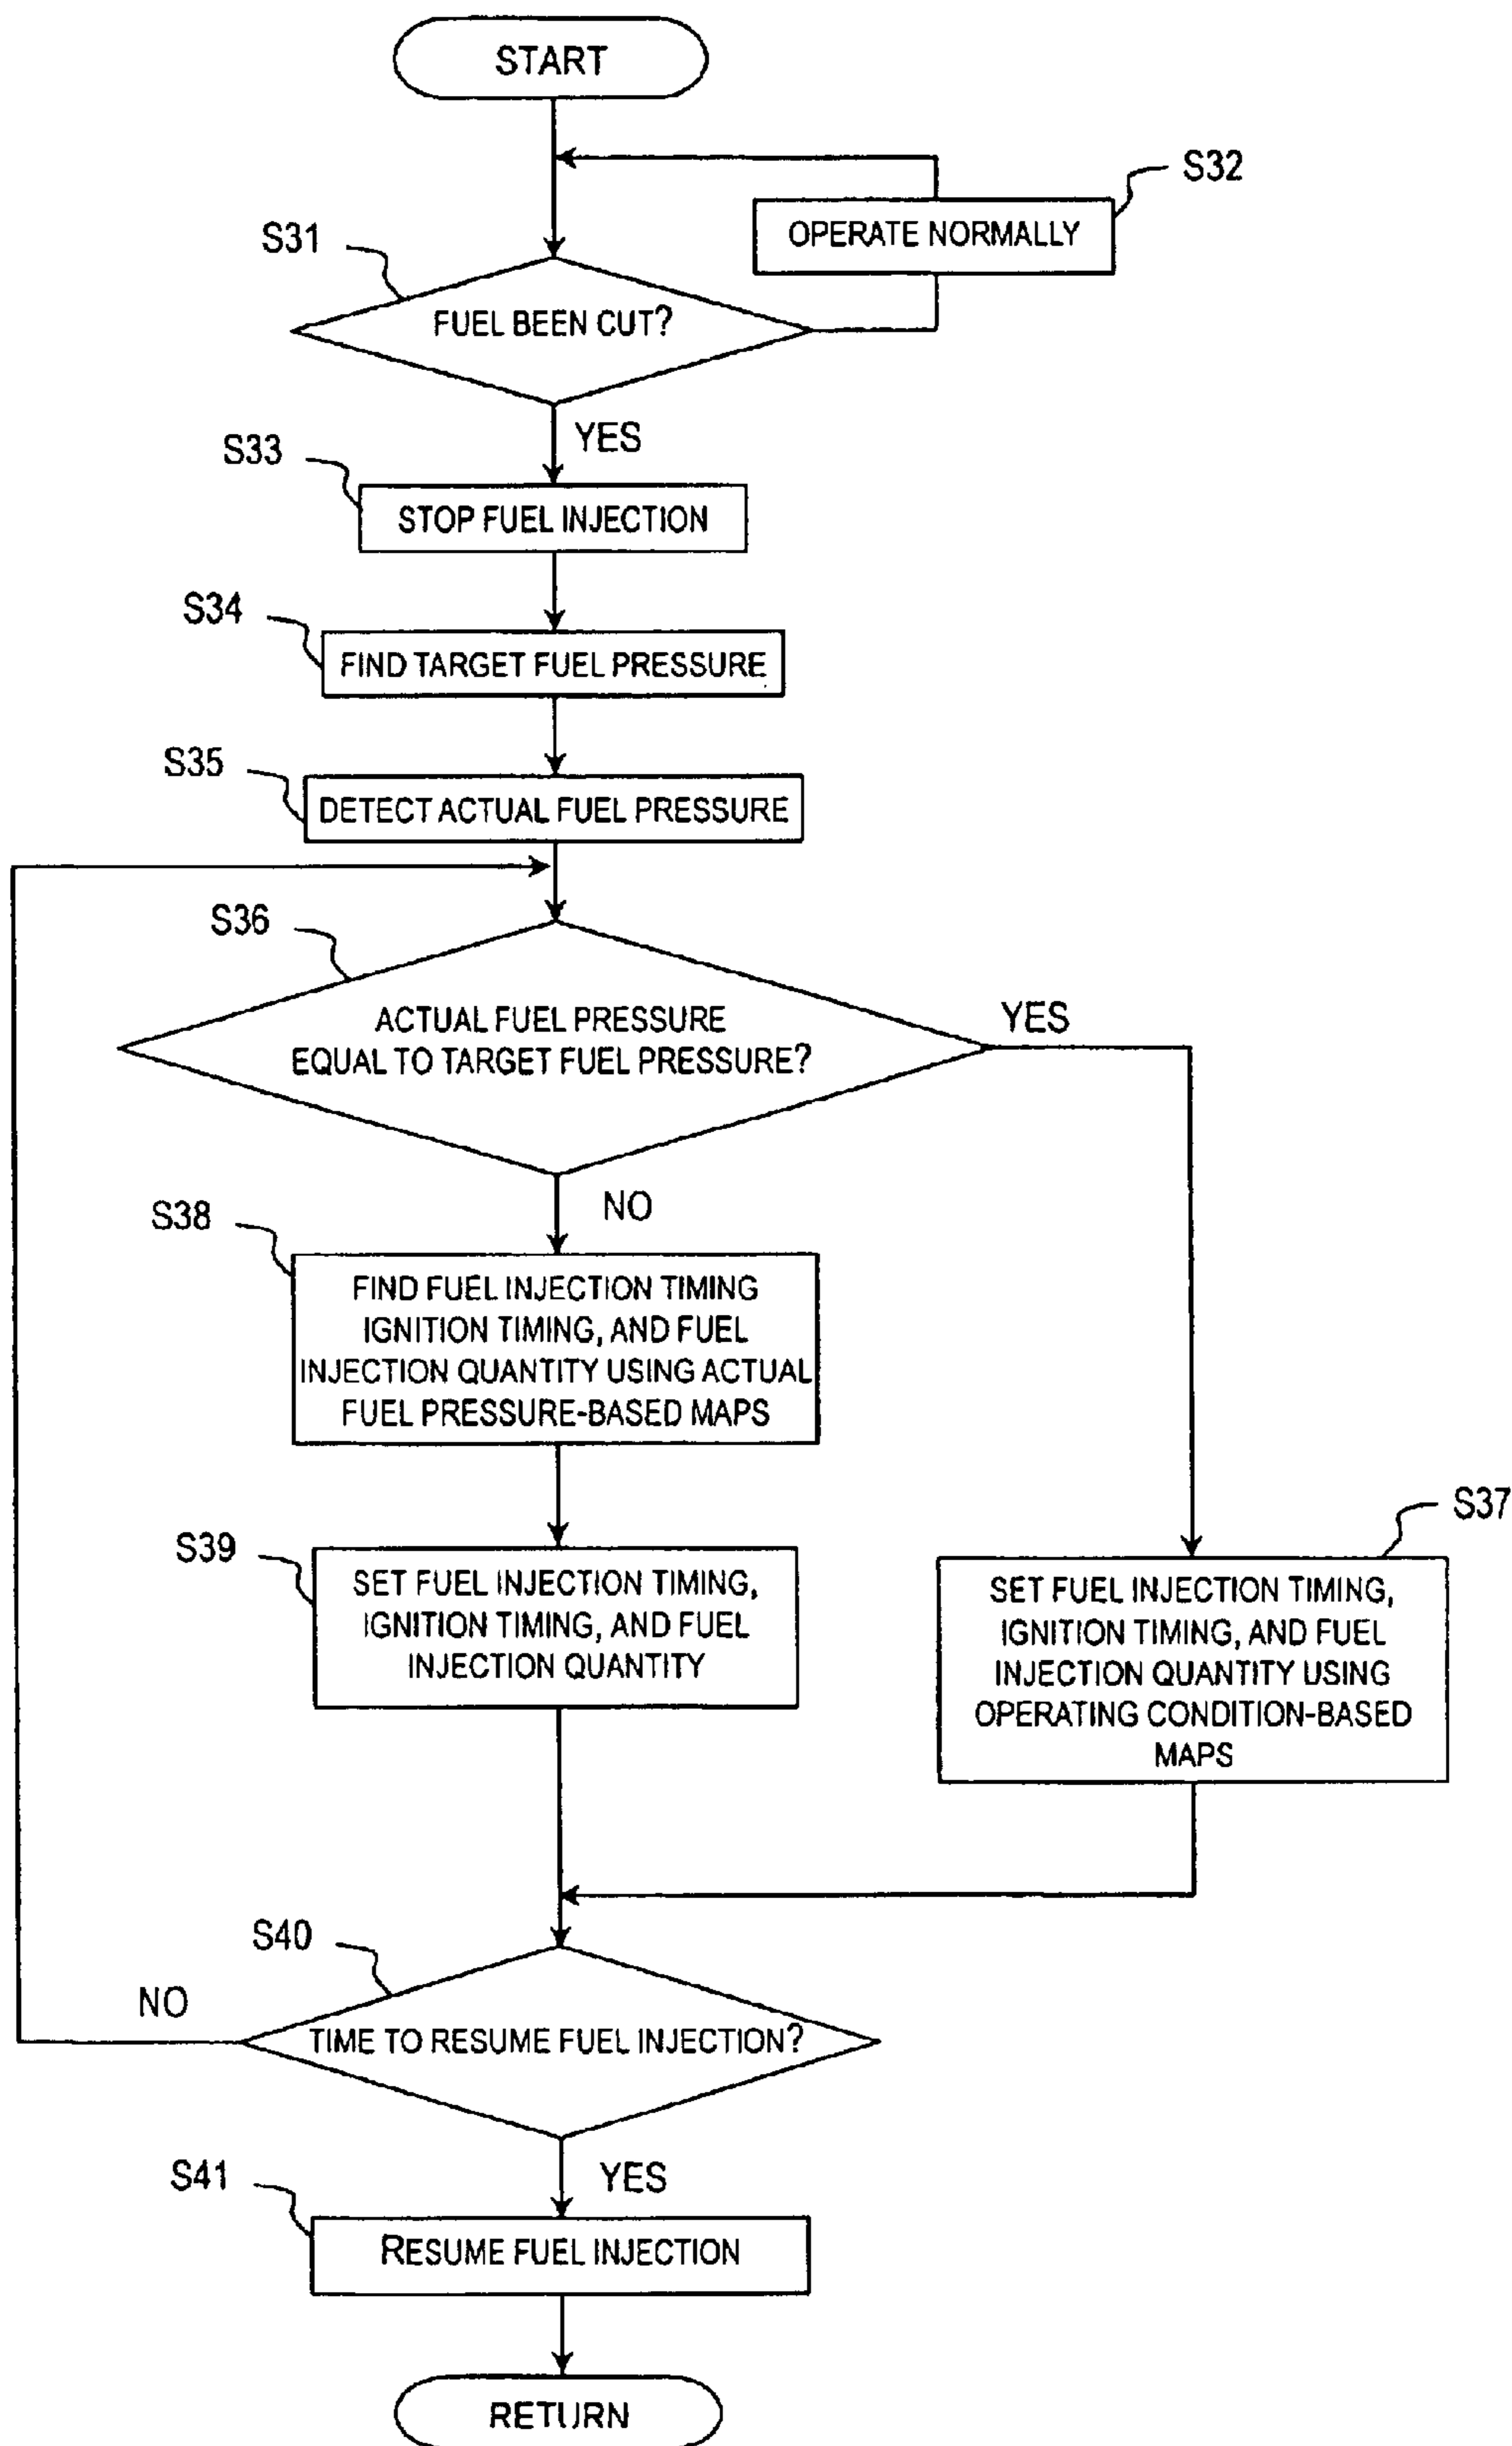 START
S32
OPERATE NORMALLY
S31
FUEL BEEN CUT?
YES
S33
STOP FUEL INJECTION
S34
FIND TARGET FUEL PRESSURE
S35
DETECT ACTUAL FUEL PRESSURE
S36
ACTUAL FUEL PRESSURE
EQUAL TO TARGET FUEL PRESSURE?
YES
NO
S38
FIND FUEL INJECTION TIMING
IGNITION TIMING, AND FUEL
INJECTION QUANTITY USING ACTUAL
FUEL PRESSURE-BASED MAPS
S39
SET FUEL INJECTION TIMING,
IGNITION TIMING, AND FUEL
INJECTION QUANTITY
S37
SET FUEL INJECTION TIMING,
IGNITION TIMING, AND FUEL
INJECTION QUANTITY USING
OPERATING CONDITION-BASED
MAPS
S40
NO
TIME TO RESUME FUEL INJECTION?
YES
S41
RESUME FUEL INJECTION
RETURN